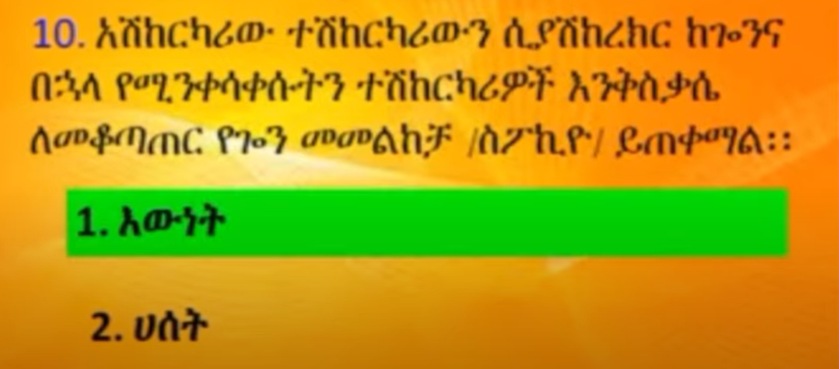 10. አሽከርካሪው ተሽከርካሪውን ሲያሽከረክር ከጐንና
በኋላ የሚንቀሳቀሱትን ተሽከርካሪዎች እንቅስቃሴ
ለመቆጣጠር የጐን መመልከቻ /ስፖኪዮ/ ይጠቀማል፡፡
1. እውነት
2. ሀሰት